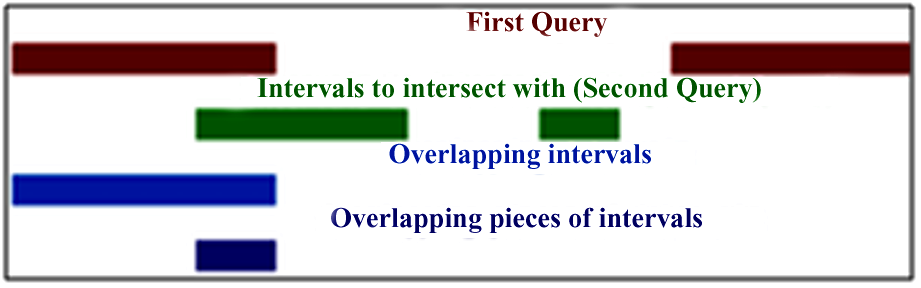 First Query
Intervals to intersect with (Second Query)
Overlapping intervals
Overlapping pieces of intervals